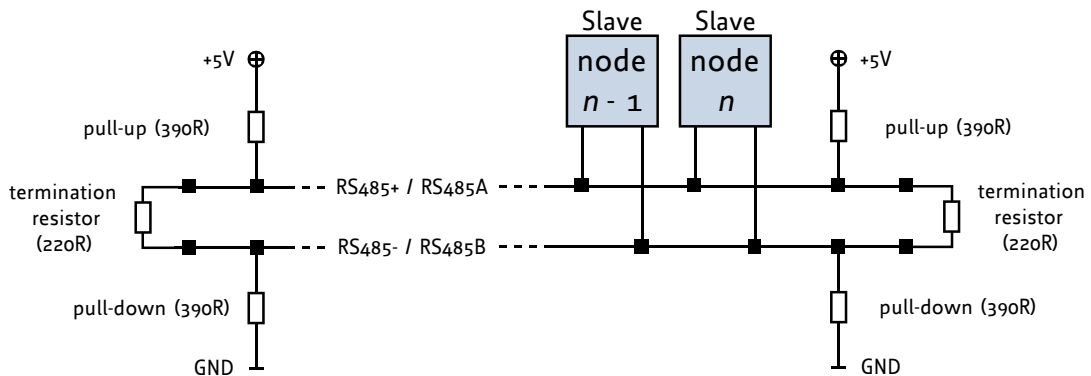 Slave
Slave
node
n - 1
node
n
+5V
+5V
pull-up (390R)
pull-up (390R)
termination
resistor
(220R)
RS485+ / RS485A
termination
resistor
(220R)
RS485- / RS485B
pull-down (390R)
pull-down (390R)
GND
GND